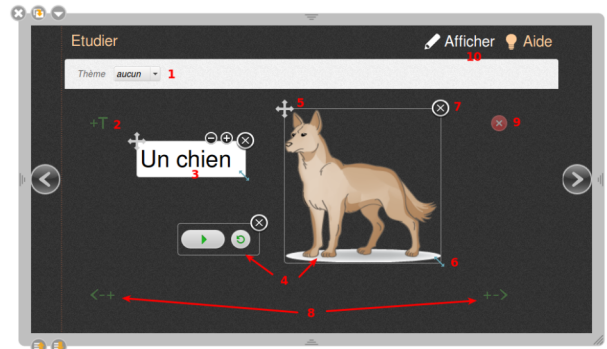 Etudier
Afficher
Aide
10
Thème aucun 1
5
7
+T 2
9
Un chien
3
6
4
<-+
+->
8